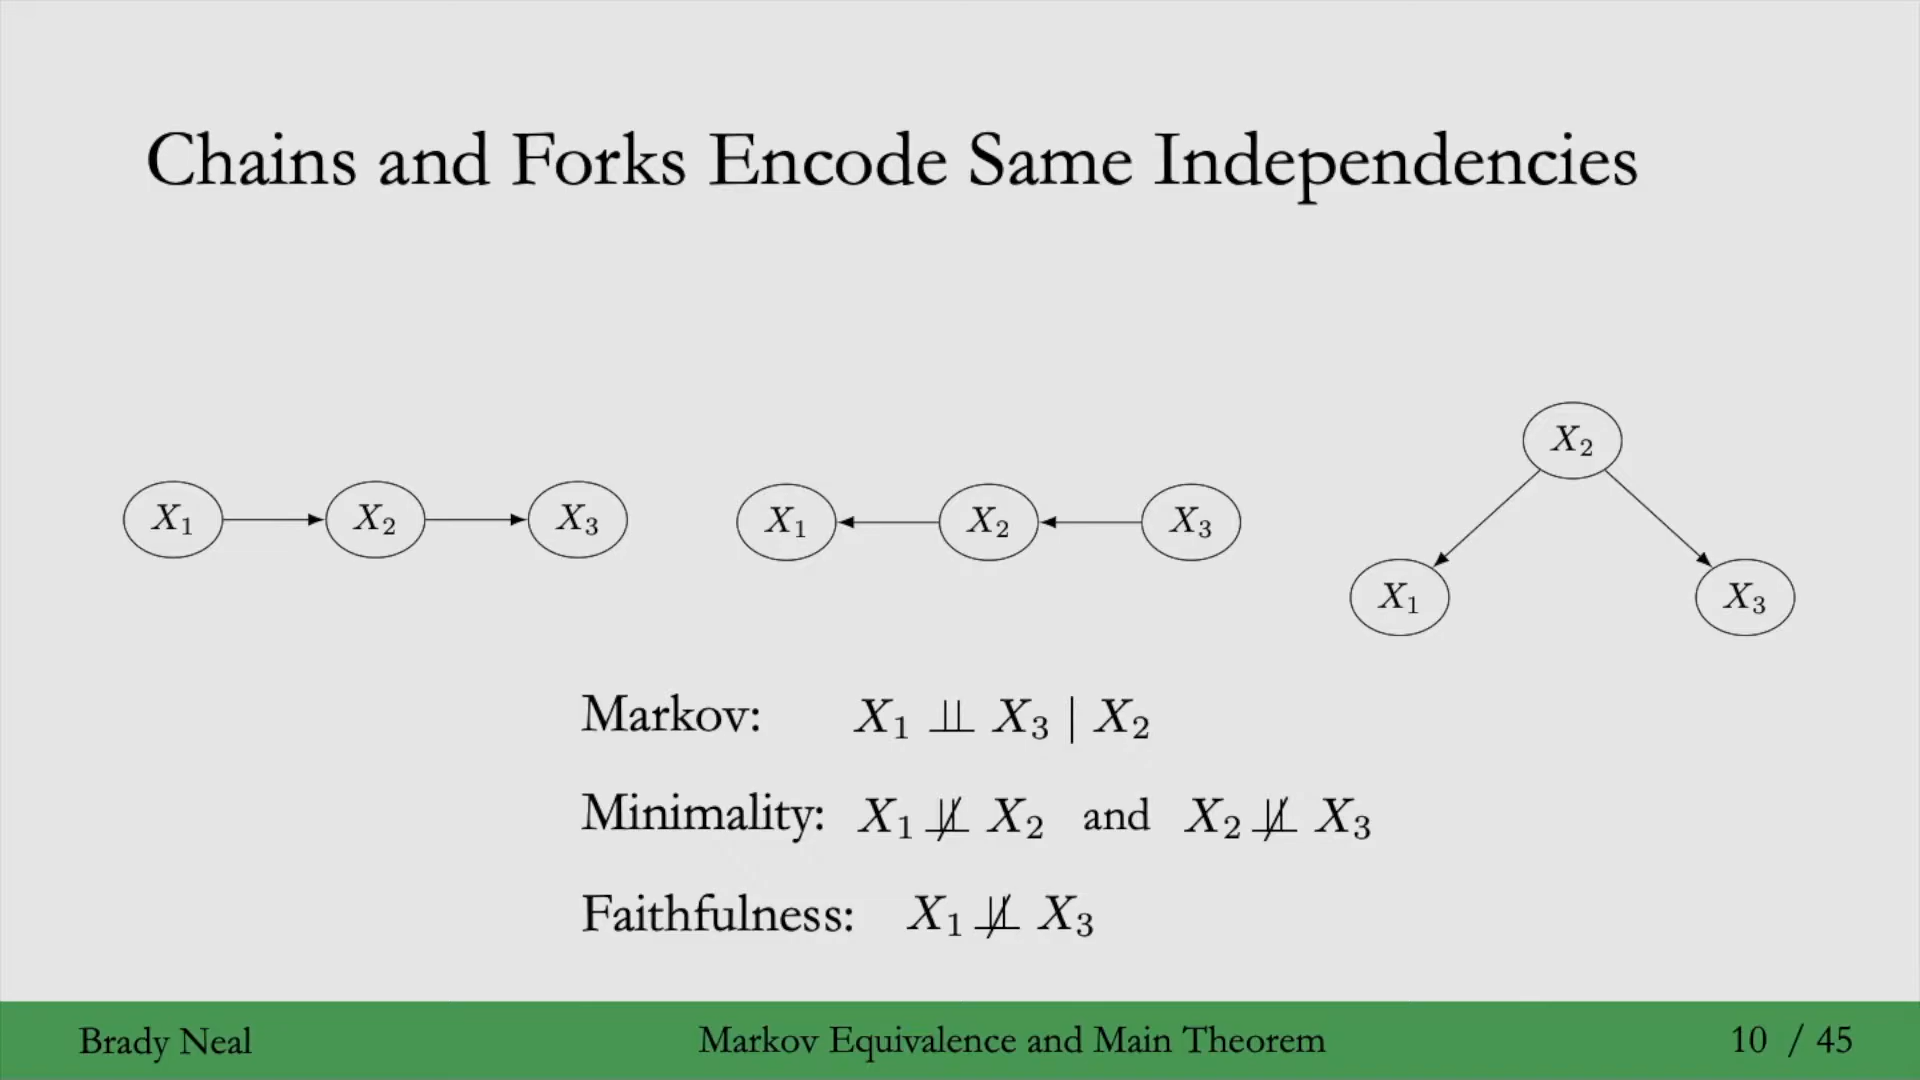 Chains and Forks Encode Same Independencies
X₁ X₂ X₃
X₁ X₂ X₃
X₂
X₁ X₃
Markov: X₁ ⫫ X₃ | X₂
Minimality: X₁ ⫫̸ X₂ and X₂ ⫫̸ X₃
Faithfulness: X₁ ⫫̸ X₃
Brady Neal Markov Equivalence and Main Theorem 10 / 45